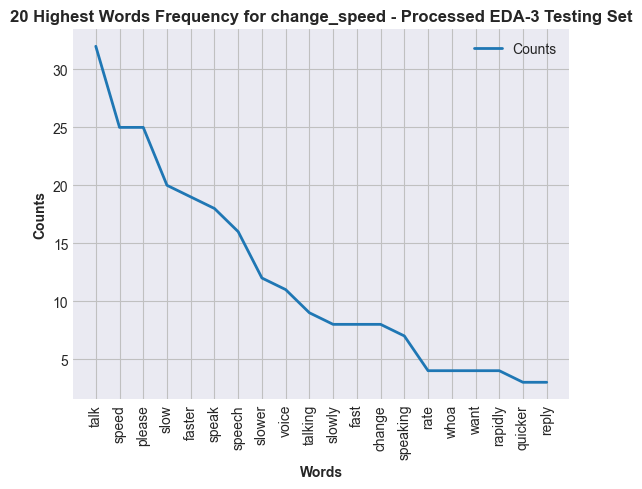 20 Highest Words Frequency for change_speed - Processed EDA-3 Testing Set
Counts
30
25
20
15
10
5
Counts
talk
speed
please
slow
faster
speak
speech
slower
voice
talking
slowly
fast
change
speaking
rate
whoa
want
rapidly
quicker
reply
Words